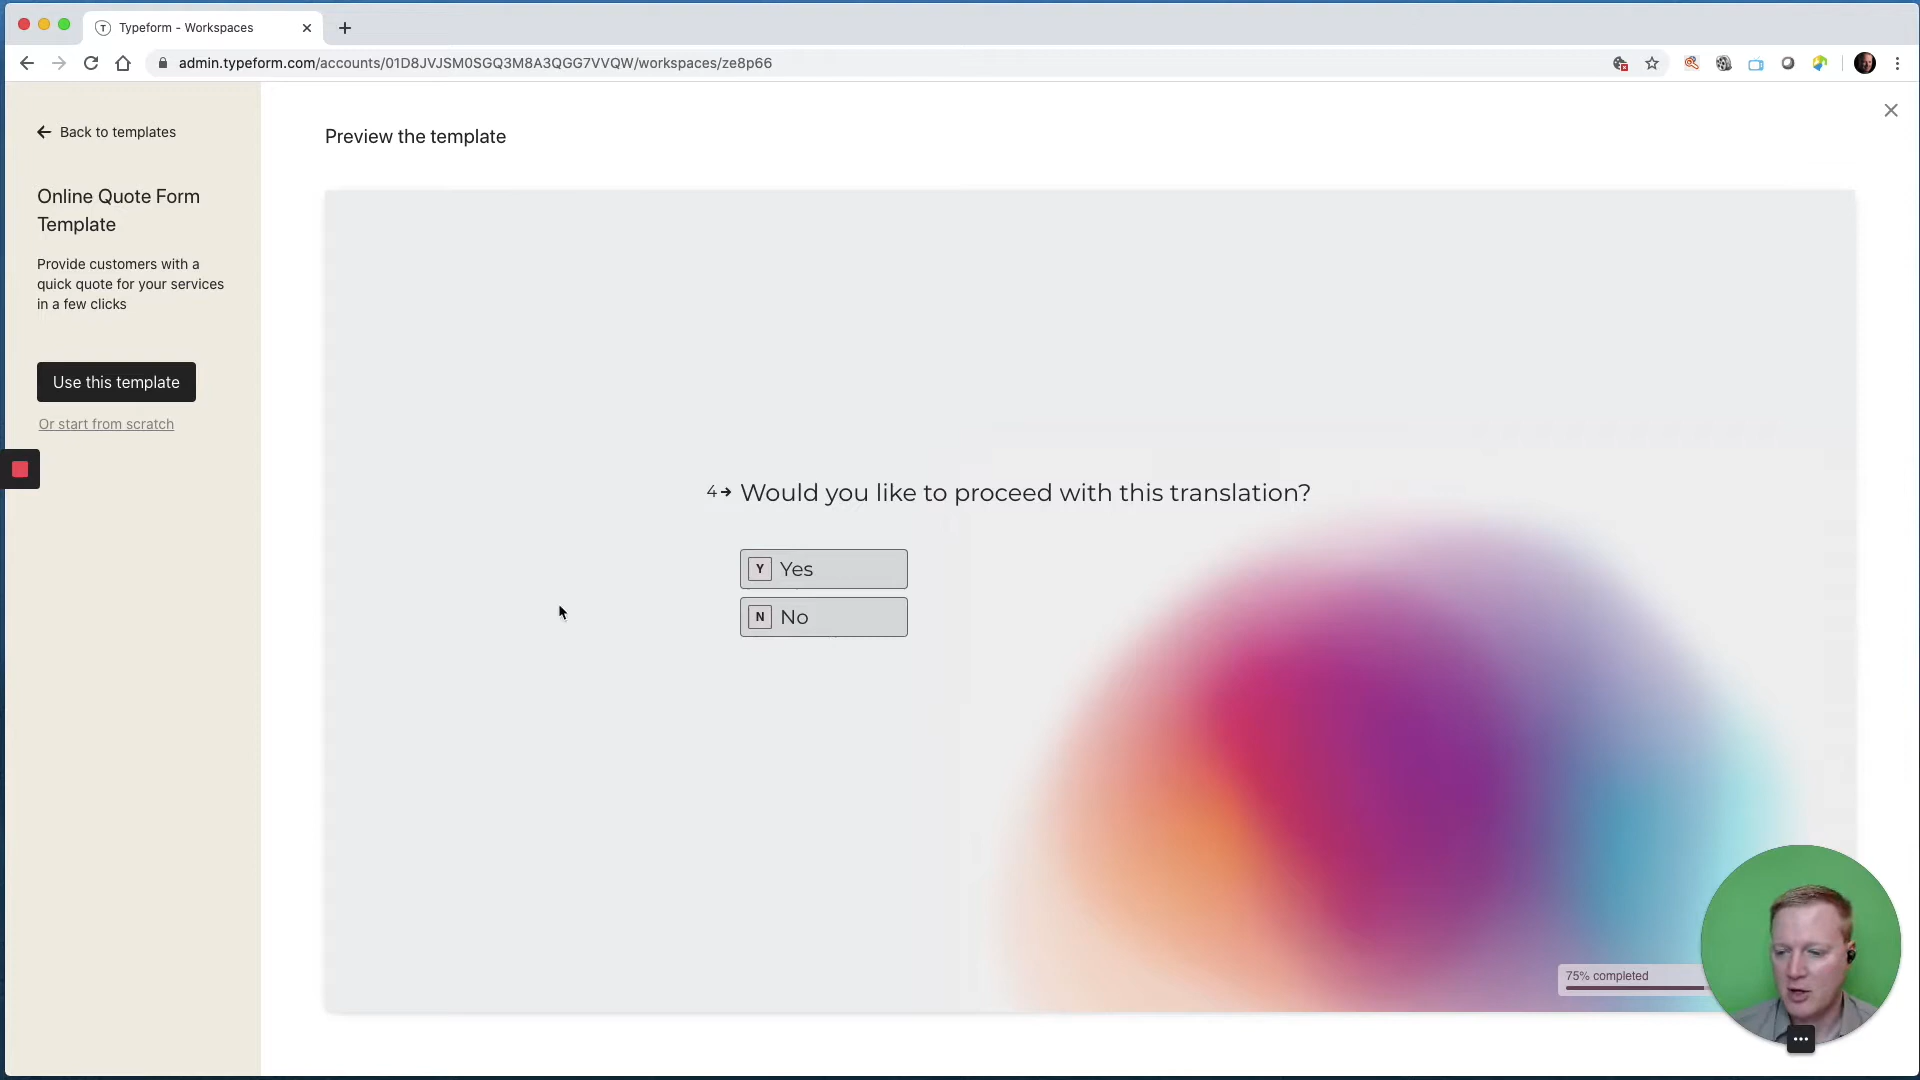 Typeform - Workspaces
admin.typeform.com/accounts/01D8JVJSM0SGQ3M8A3QGG7VVQW/workspaces/ze8p66
Back to templates
Online Quote Form
Template
Provide customers with a
quick quote for your services
in a few clicks
Use this template
Or start from scratch
Preview the template
4 Would you like to proceed with this translation?
Y Yes
N No
75% completed